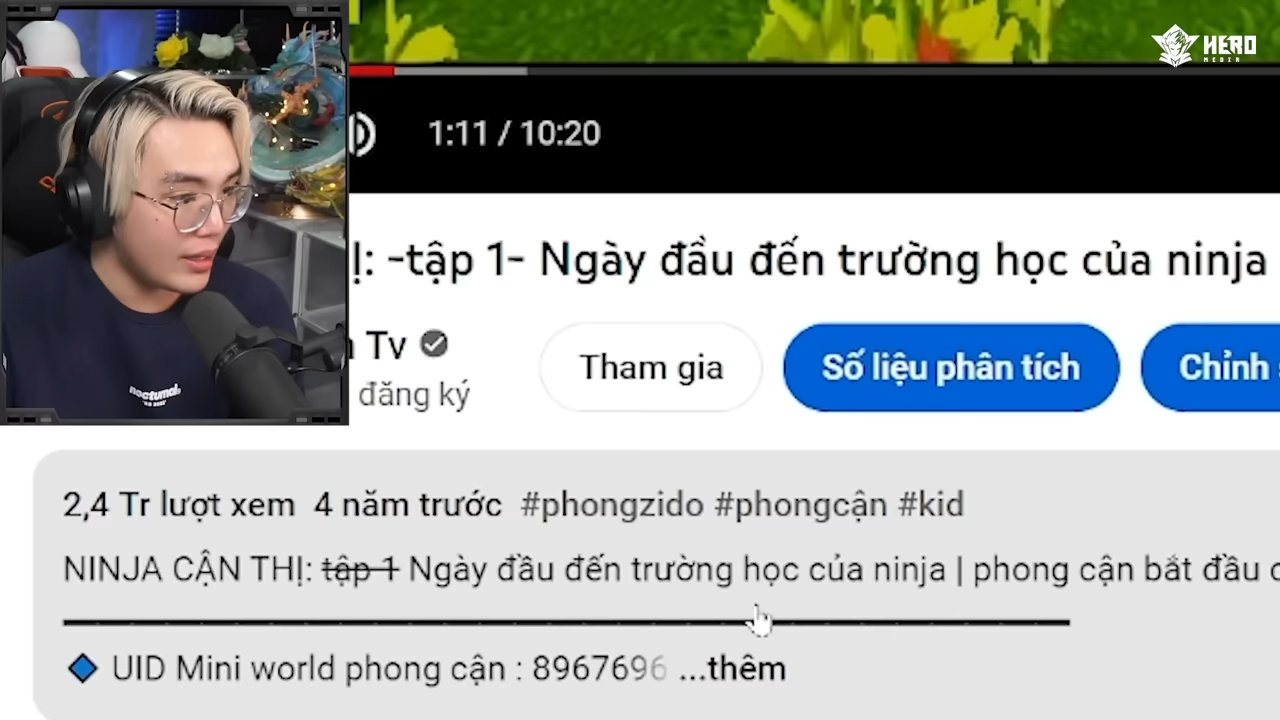 HERO
MEDIA
1:11 / 10:20
ị: -tập 1- Ngày đầu đến trường học của ninja
Tv
đăng ký
Tham gia
Số liệu phân tích
Chỉnh
nocturnal
2,4 Tr lượt xem 4 năm trước #phongzido #phongcận #kid
NINJA CẬN THỊ: tập 1 Ngày đầu đến trường học của ninja | phong cận bắt đầu
UID Mini world phong cận : 8967696 ...thêm